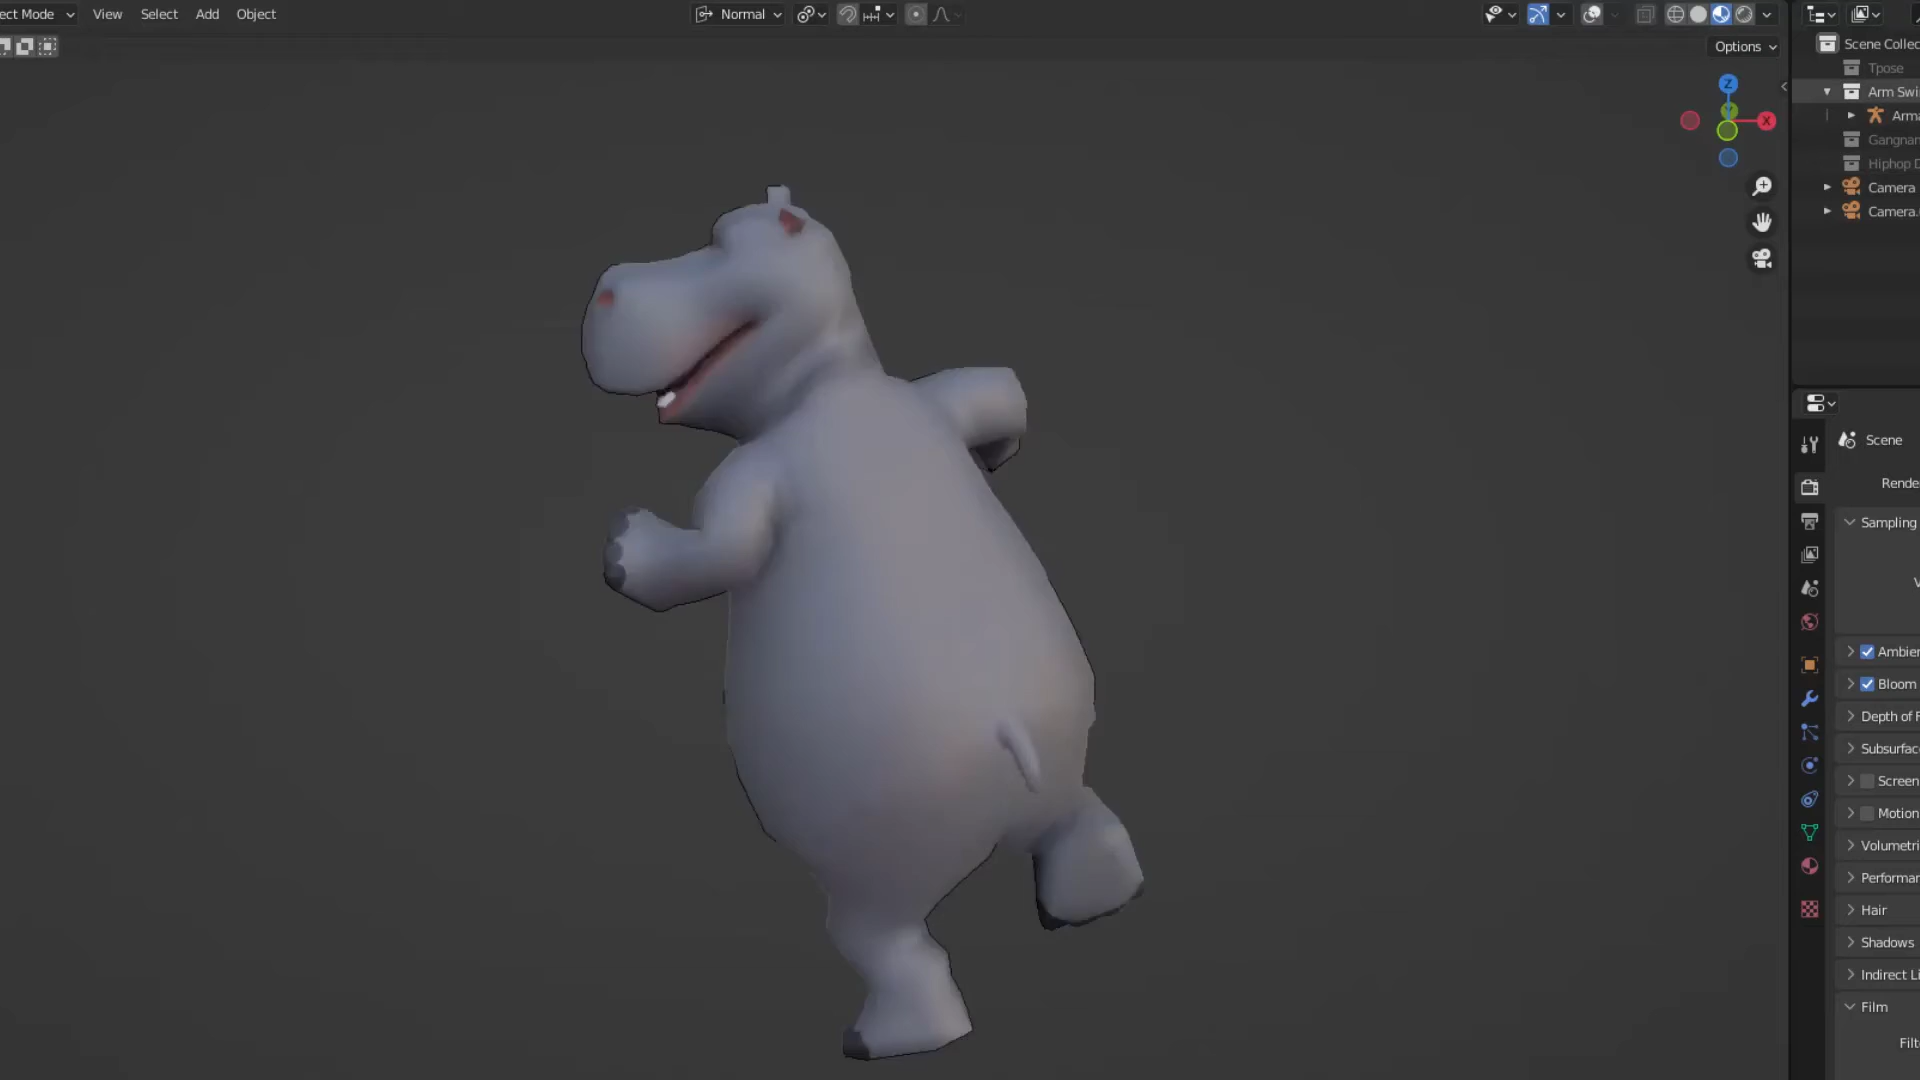 ect Mode View Select Add Object Normal
Options
Z
Y
X
Scene Collec
Tpose
Arm Swi
Arma
Gangnan
Hiphop D
Camera
Camera.
Scene
Rende
Sampling
V
Ambier
Bloom
Depth of F
Subsurfac
Screen
Motion
Volumetri
Performan
Hair
Shadows
Indirect Li
Film
Filt